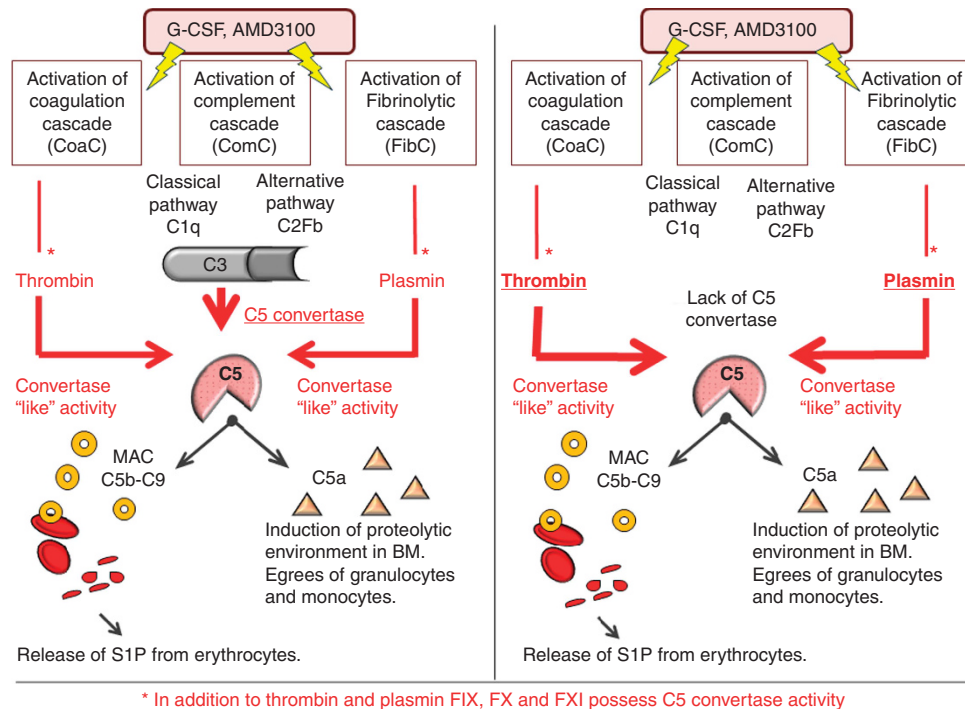 G-CSF, AMD3100
Activation of
coagulation
cascade
(CoaC)
Activation of
complement
cascade
(ComC)
Activation of
Fibrinolytic
cascade
(FibC)
Classical
pathway
C1q
Alternative
pathway
C2Fb
*
*
Thrombin
C3
Plasmin
C5 convertase
C5
Convertase
“like” activity
Convertase
“like” activity
MAC
C5b-C9
C5a
Induction of proteolytic
environment in BM.
Egrees of granulocytes
and monocytes.
Release of S1P from erythrocytes.
G-CSF, AMD3100
Activation of
coagulation
cascade
(CoaC)
Activation of
complement
cascade
(ComC)
Activation of
Fibrinolytic
cascade
(FibC)
Classical
pathway
C1q
Alternative
pathway
C2Fb
*
*
Thrombin
Plasmin
Lack of C5
convertase
C5
Convertase
“like” activity
Convertase
“like” activity
MAC
C5b-C9
C5a
Induction of proteolytic
environment in BM.
Egrees of granulocytes
and monocytes.
Release of S1P from erythrocytes.
* In addition to thrombin and plasmin FIX, FX and FXI possess C5 convertase activity